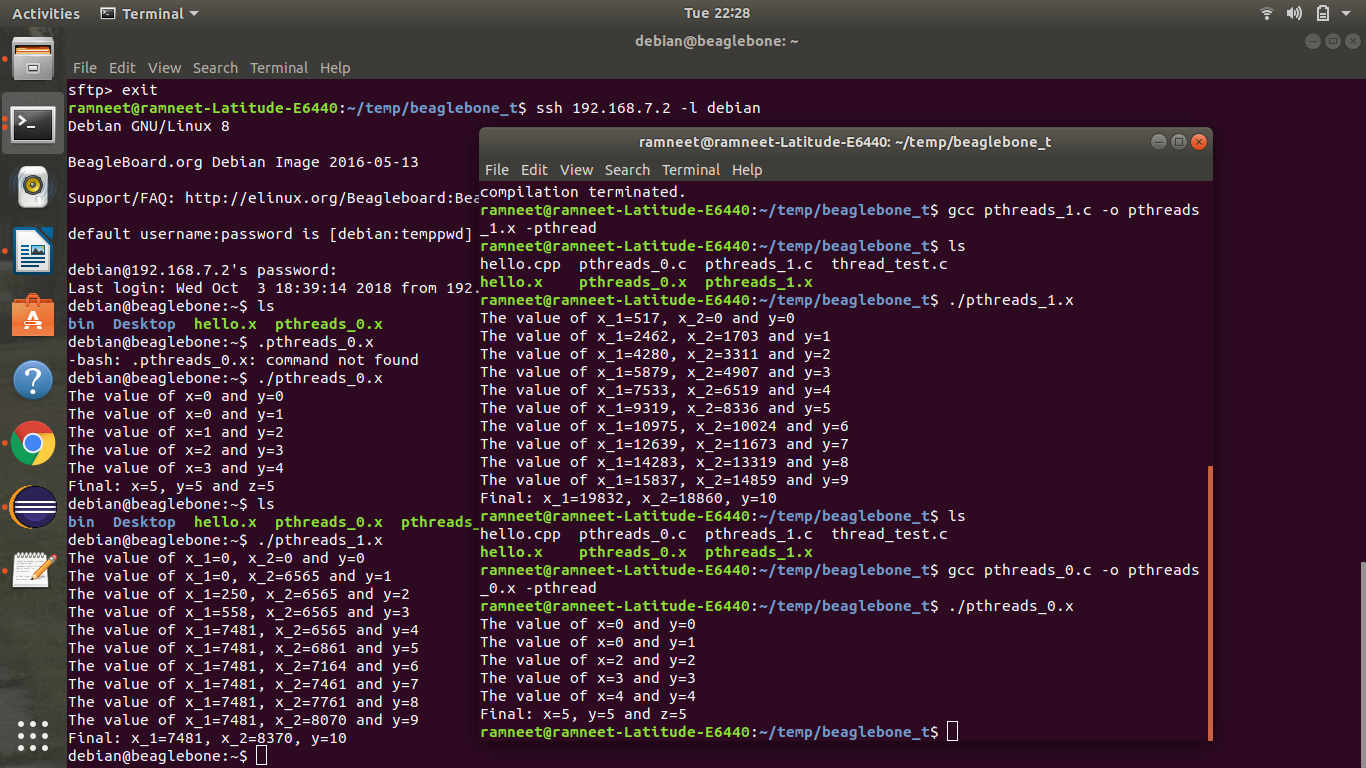 Activities Terminal Tue 22:28
debian@beaglebone: ~
File Edit View Search Terminal Help
sftp> exit
ramneet@ramneet-Latitude-E6440:~/temp/beaglebone_t$ ssh 192.168.7.2 -l debian
Debian GNU/Linux 8
BeagleBoard.org Debian Image 2016-05-13
Support/FAQ: http://elinux.org/Beagleboard:Bea
default username:password is [debian:temppwd]
debian@192.168.7.2's password:
Last login: Wed Oct  3 18:39:14 2018 from 192.
debian@beaglebone:~$ ls
bin  Desktop  hello.x  pthreads_0.x
debian@beaglebone:~$ .pthreads_0.x
-bash: .pthreads_0.x: command not found
debian@beaglebone:~$ ./pthreads_0.x
The value of x=0 and y=0
The value of x=0 and y=1
The value of x=1 and y=2
The value of x=2 and y=3
The value of x=3 and y=4
Final: x=5, y=5 and z=5
debian@beaglebone:~$ ls
bin  Desktop  hello.x  pthreads_0.x  pthreads_
debian@beaglebone:~$ ./pthreads_1.x
The value of x_1=0, x_2=0 and y=0
The value of x_1=0, x_2=6565 and y=1
The value of x_1=250, x_2=6565 and y=2
The value of x_1=558, x_2=6565 and y=3
The value of x_1=7481, x_2=6565 and y=4
The value of x_1=7481, x_2=6861 and y=5
The value of x_1=7481, x_2=7164 and y=6
The value of x_1=7481, x_2=7461 and y=7
The value of x_1=7481, x_2=7761 and y=8
The value of x_1=7481, x_2=8070 and y=9
Final: x_1=7481, x_2=8370, y=10
debian@beaglebone:~$
ramneet@ramneet-Latitude-E6440: ~/temp/beaglebone_t
File Edit View Search Terminal Help
compilation terminated.
ramneet@ramneet-Latitude-E6440:~/temp/beaglebone_t$ gcc pthreads_1.c -o pthreads
_1.x -pthread
ramneet@ramneet-Latitude-E6440:~/temp/beaglebone_t$ ls
hello.cpp  pthreads_0.c  pthreads_1.c  thread_test.c
hello.x    pthreads_0.x  pthreads_1.x
ramneet@ramneet-Latitude-E6440:~/temp/beaglebone_t$ ./pthreads_1.x
The value of x_1=517, x_2=0 and y=0
The value of x_1=2462, x_2=1703 and y=1
The value of x_1=4280, x_2=3311 and y=2
The value of x_1=5879, x_2=4907 and y=3
The value of x_1=7533, x_2=6519 and y=4
The value of x_1=9319, x_2=8336 and y=5
The value of x_1=10975, x_2=10024 and y=6
The value of x_1=12639, x_2=11673 and y=7
The value of x_1=14283, x_2=13319 and y=8
The value of x_1=15837, x_2=14859 and y=9
Final: x_1=19832, x_2=18860, y=10
ramneet@ramneet-Latitude-E6440:~/temp/beaglebone_t$ ls
hello.cpp  pthreads_0.c  pthreads_1.c  thread_test.c
hello.x    pthreads_0.x  pthreads_1.x
ramneet@ramneet-Latitude-E6440:~/temp/beaglebone_t$ gcc pthreads_0.c -o pthreads
_0.x -pthread
ramneet@ramneet-Latitude-E6440:~/temp/beaglebone_t$ ./pthreads_0.x
The value of x=0 and y=0
The value of x=0 and y=1
The value of x=2 and y=2
The value of x=3 and y=3
The value of x=4 and y=4
Final: x=5, y=5 and z=5
ramneet@ramneet-Latitude-E6440:~/temp/beaglebone_t$